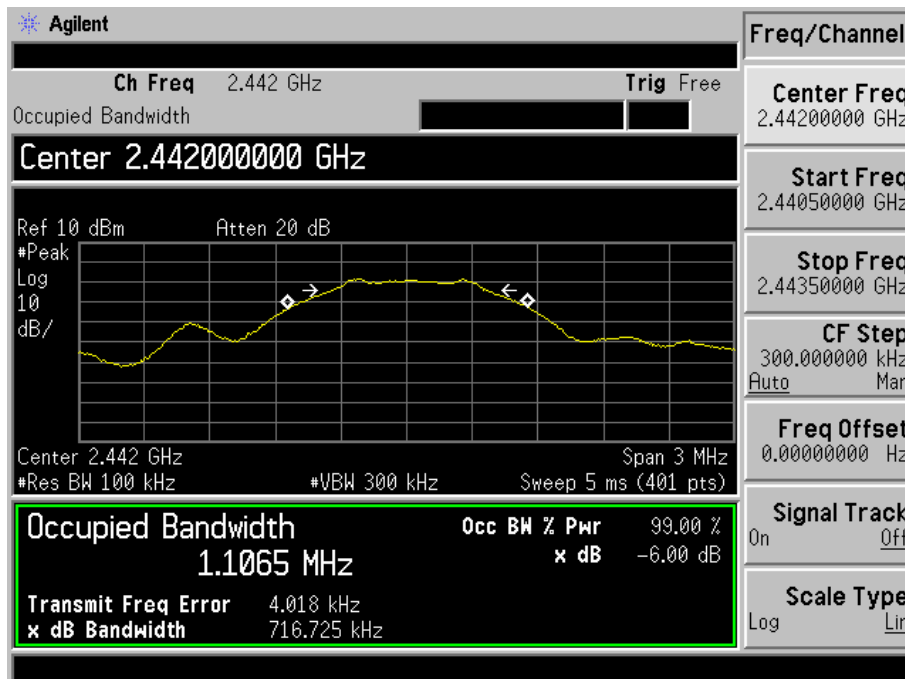 Agilent
Ch Freq 2.442 GHz Trig Free
Occupied Bandwidth
Center 2.442000000 GHz
Ref 10 dBm Atten 20 dB
#Peak
Log
10
dB/
Center 2.442 GHz Span 3 MHz
#Res BW 100 kHz #VBW 300 kHz Sweep 5 ms (401 pts)
Occupied Bandwidth Occ BW % Pwr 99.00 %
1.1065 MHz x dB -6.00 dB
Transmit Freq Error 4.018 kHz
x dB Bandwidth 716.725 kHz
Freq/Channel
Center Freq
2.44200000 GHz
Start Freq
2.44050000 GHz
Stop Freq
2.44350000 GHz
CF Step
300.000000 kHz
Auto Man
Freq Offset
0.00000000 Hz
Signal Track
On Off
Scale Type
Log Lin